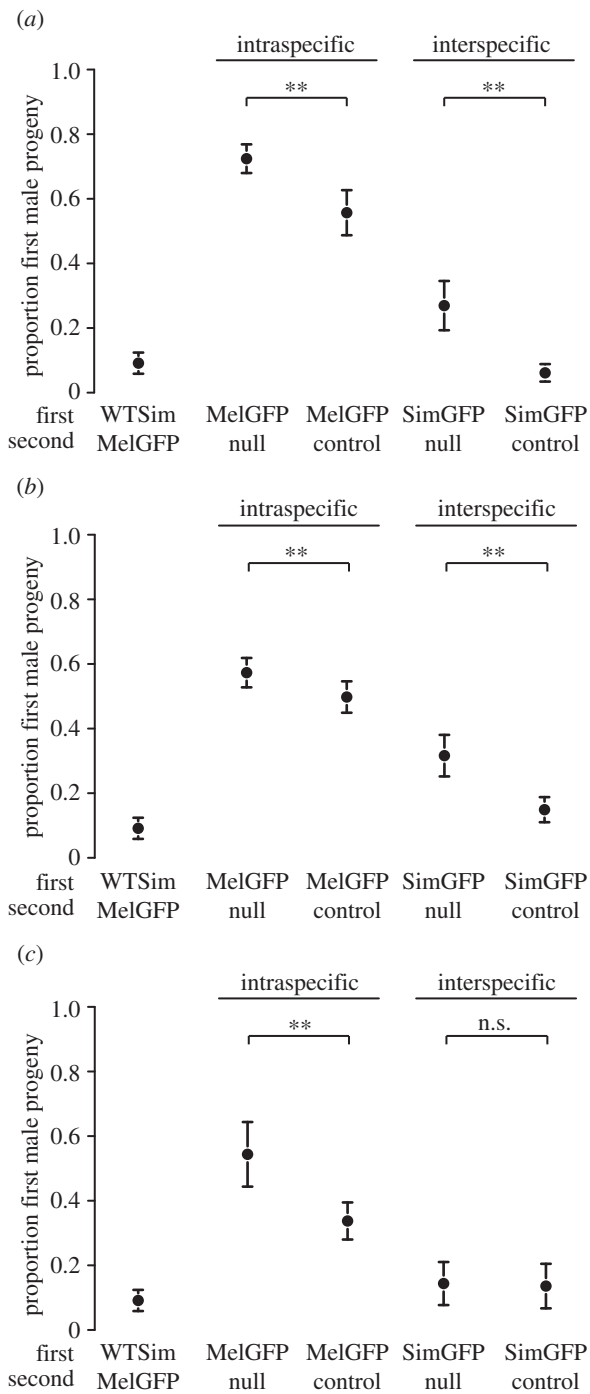 (a)
intraspecific interspecific
** **
1.0
0.8
0.6
0.4
0.2
0
proportion first male progeny
first WTSim MelGFP MelGFP SimGFP SimGFP
second MelGFP null control null control
(b)
intraspecific interspecific
** **
1.0
0.8
0.6
0.4
0.2
0
proportion first male progeny
first WTSim MelGFP MelGFP SimGFP SimGFP
second MelGFP null control null control
(c)
intraspecific interspecific
** n.s.
1.0
0.8
0.6
0.4
0.2
0
proportion first male progeny
first WTSim MelGFP MelGFP SimGFP SimGFP
second MelGFP null control null control